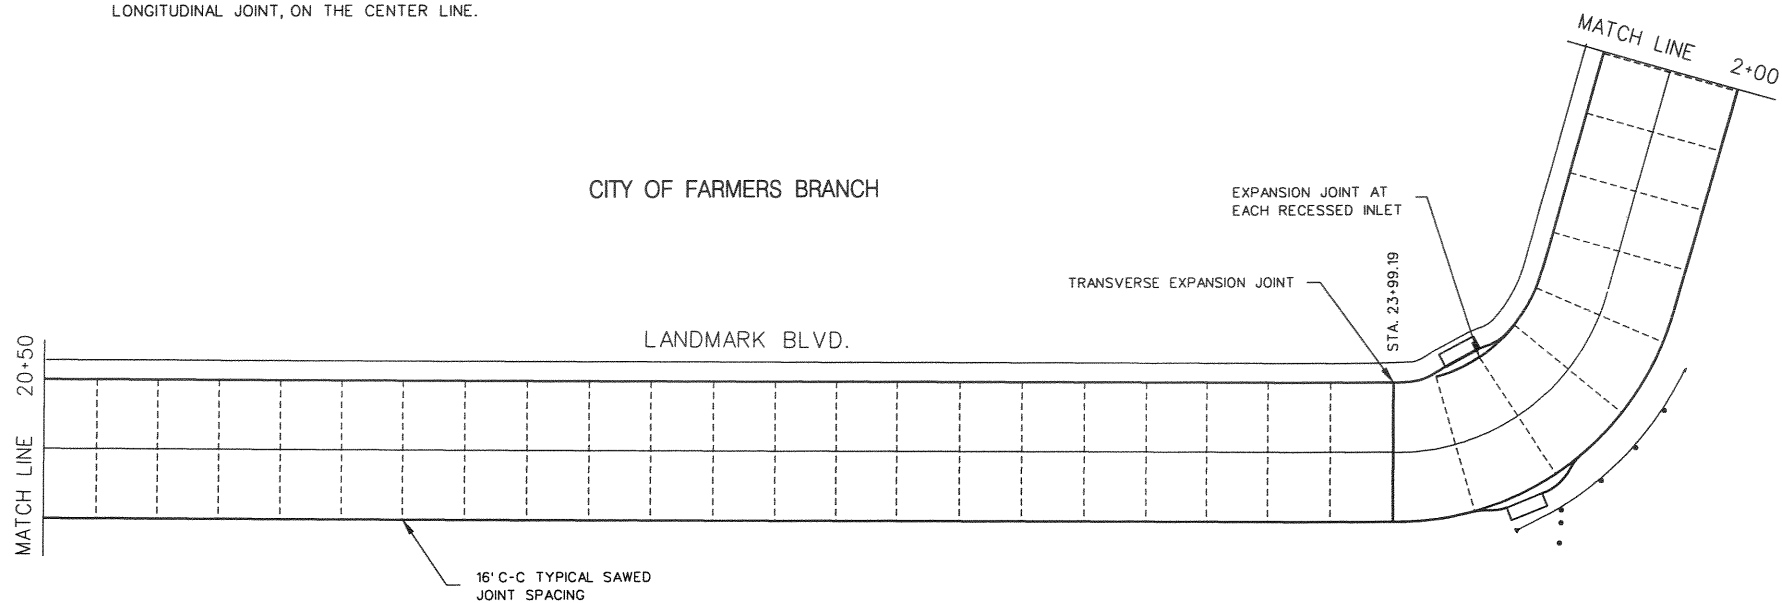 LONGITUDINAL JOINT, ON THE CENTER LINE.
MATCH LINE 2+00
CITY OF FARMERS BRANCH
EXPANSION JOINT AT
EACH RECESSED INLET
TRANSVERSE EXPANSION JOINT
STA. 23+99.19
LANDMARK BLVD.
MATCH LINE 20+50
16' C-C TYPICAL SAWED
JOINT SPACING